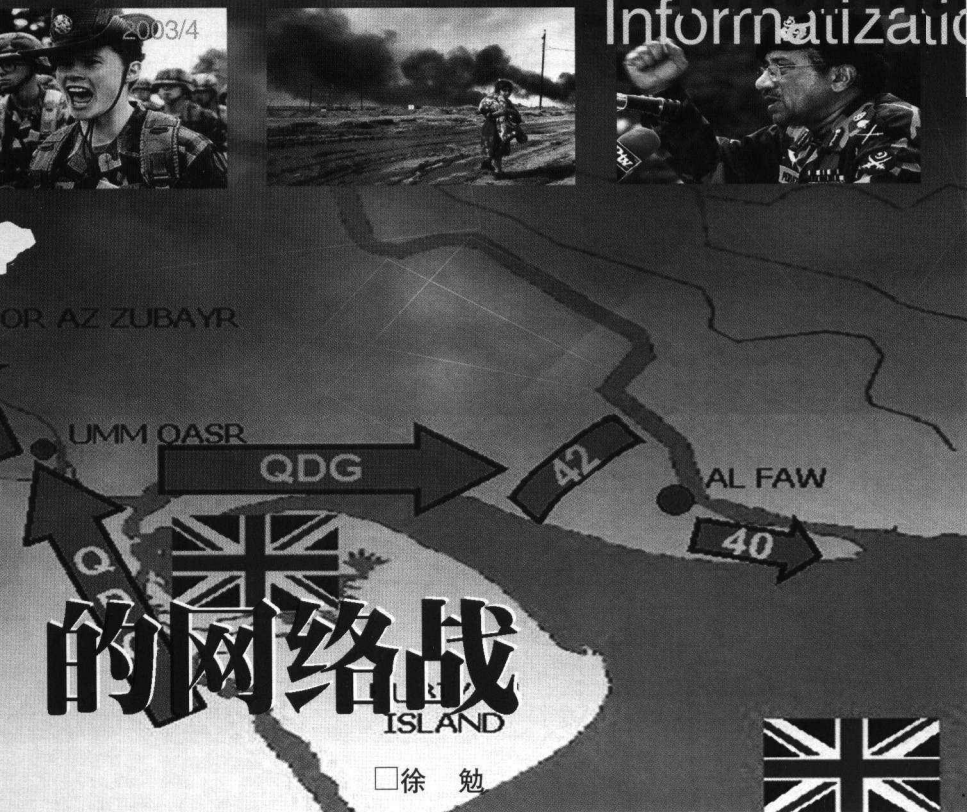 2003/4
Informatizatio
OR AZ ZUBAYR
UMM QASR
QDG
42
AL FAW
40
Q
的网络战
ISLAND
□徐 勉